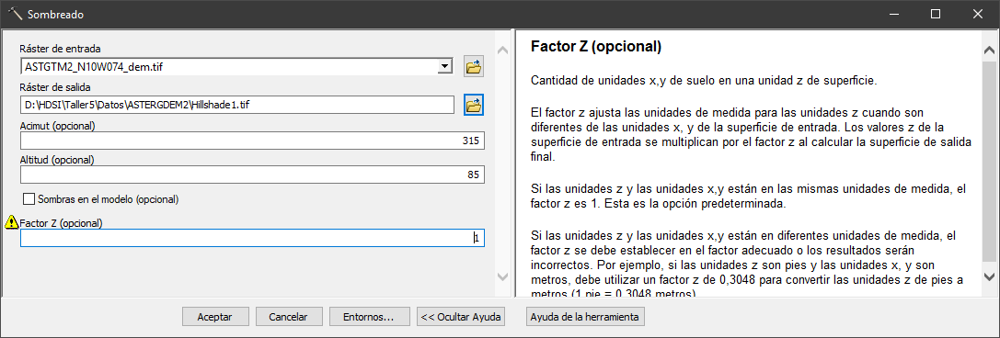 Sombreado
Ráster de entrada
ASTGTM2_N10W074_dem.tif
Ráster de salida
D:\HDSI\Taller5\Datos\ASTERGDEM2\Hillshade1.tif
Acimut (opcional)
315
Altitud (opcional)
85
Sombras en el modelo (opcional)
Factor Z (opcional)
1
Factor Z (opcional)
Cantidad de unidades x,y de suelo en una unidad z de superficie.
El factor z ajusta las unidades de medida para las unidades z cuando son
diferentes de las unidades x, y de la superficie de entrada. Los valores z de la
superficie de entrada se multiplican por el factor z al calcular la superficie de salida
final.
Si las unidades z y las unidades x,y están en las mismas unidades de medida, el
factor z es 1. Esta es la opción predeterminada.
Si las unidades z y las unidades x,y están en diferentes unidades de medida, el
factor z se debe establecer en el factor adecuado o los resultados serán
incorrectos. Por ejemplo, si las unidades z son pies y las unidades x, y son
metros, debe utilizar un factor z de 0,3048 para convertir las unidades z de pies a
metros (1 pie = 0,3048 metros)
Aceptar
Cancelar
Entornos...
<< Ocultar Ayuda
Ayuda de la herramienta